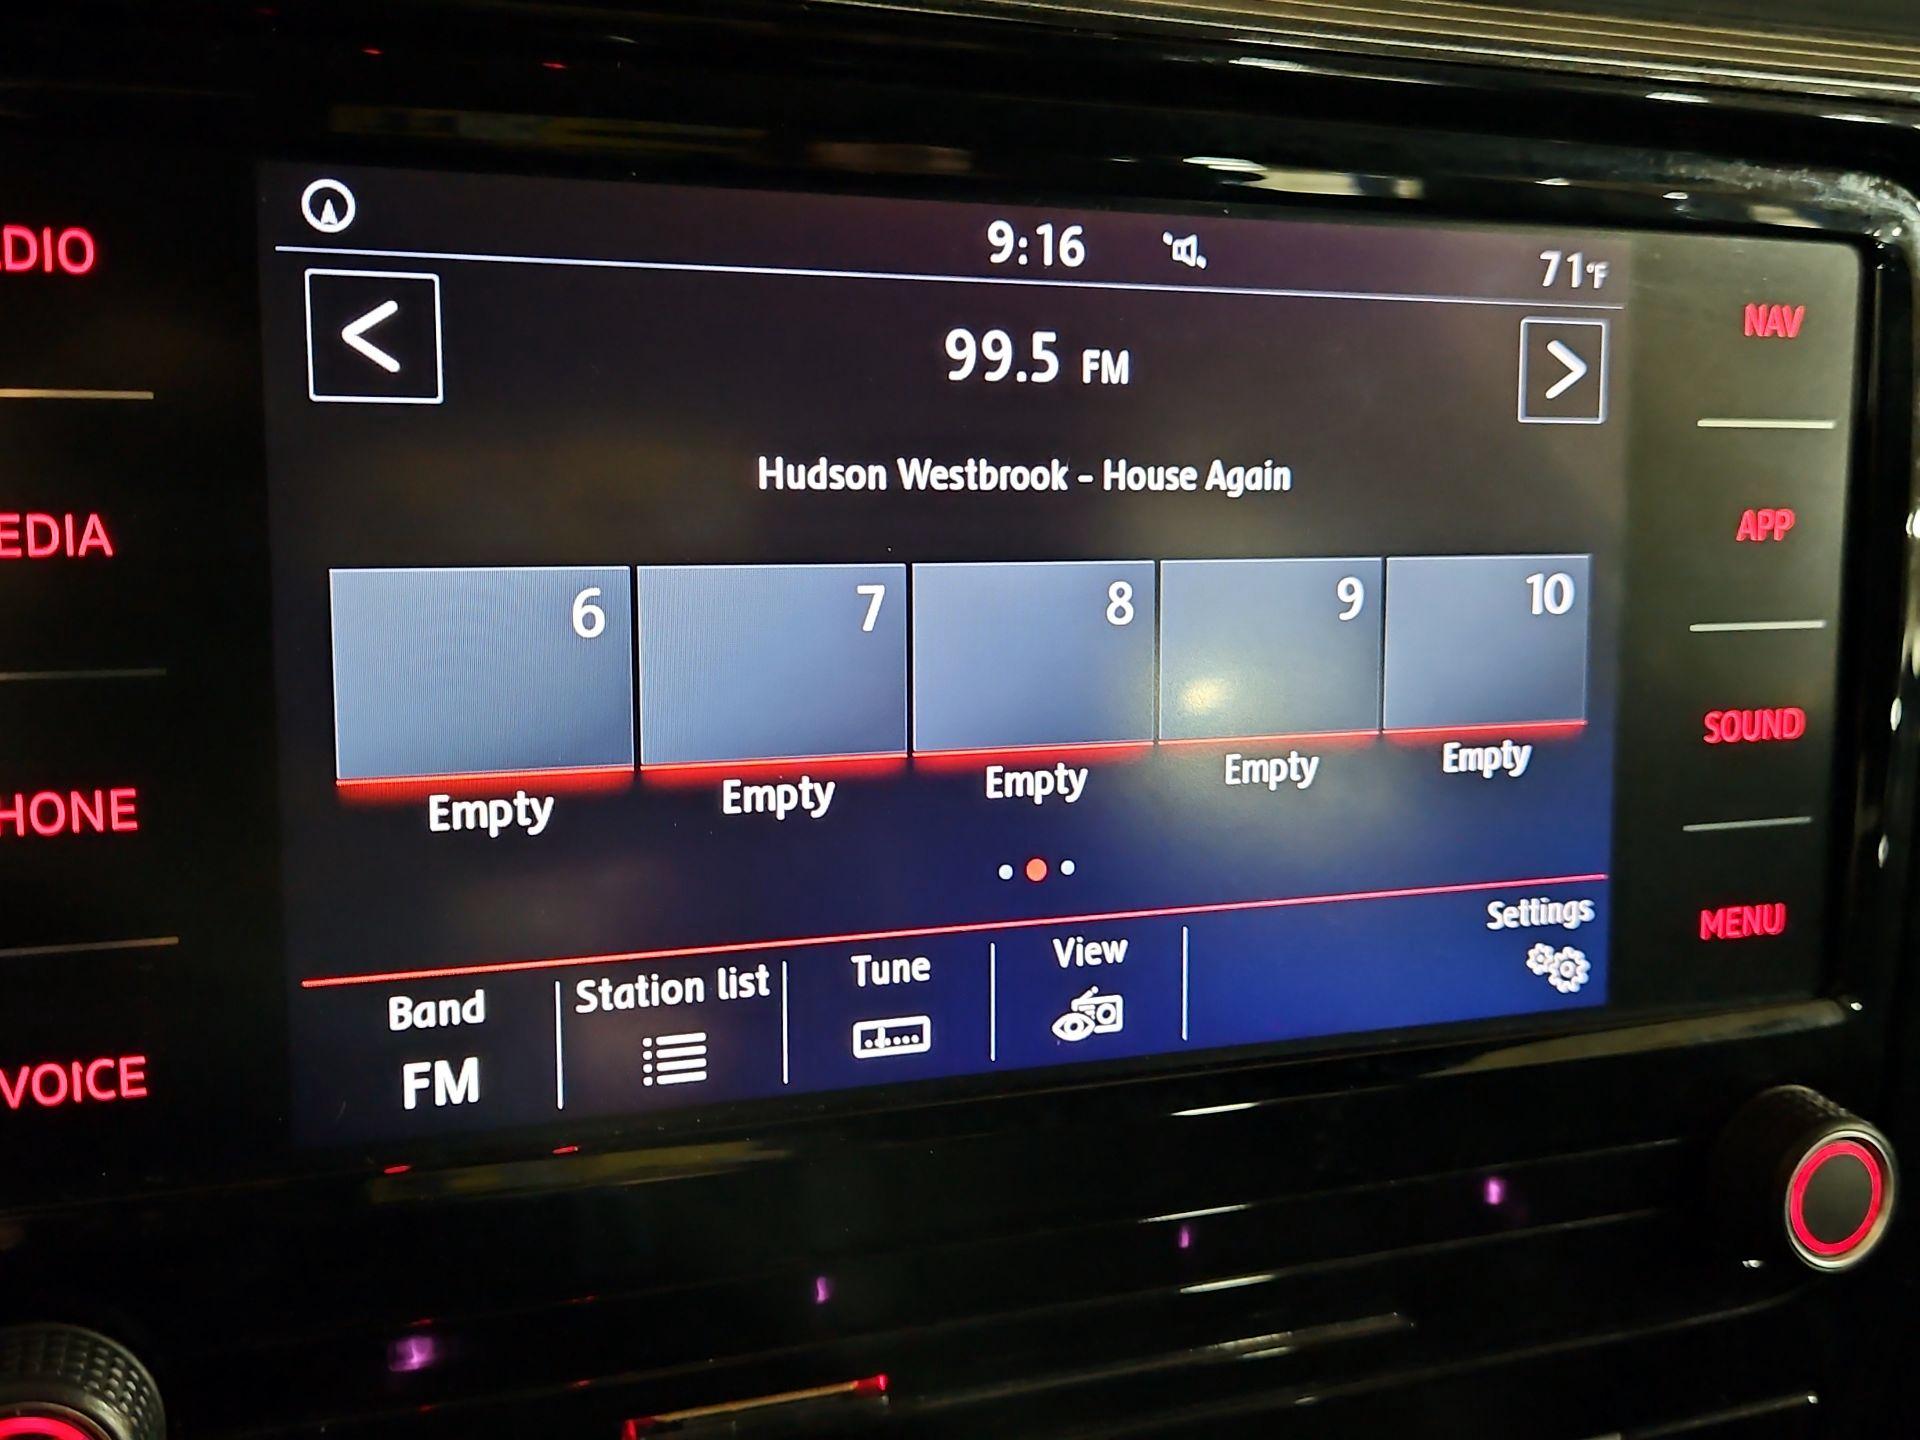 9:16
71°F
<
99.5 FM
>
Hudson Westbrook - House Again
6
7
8
9
10
Empty
Empty
Empty
Empty
Empty
Band
FM
Station list
Tune
View
Settings
DIO
EDIA
HONE
VOICE
NAV
APP
SOUND
MENU